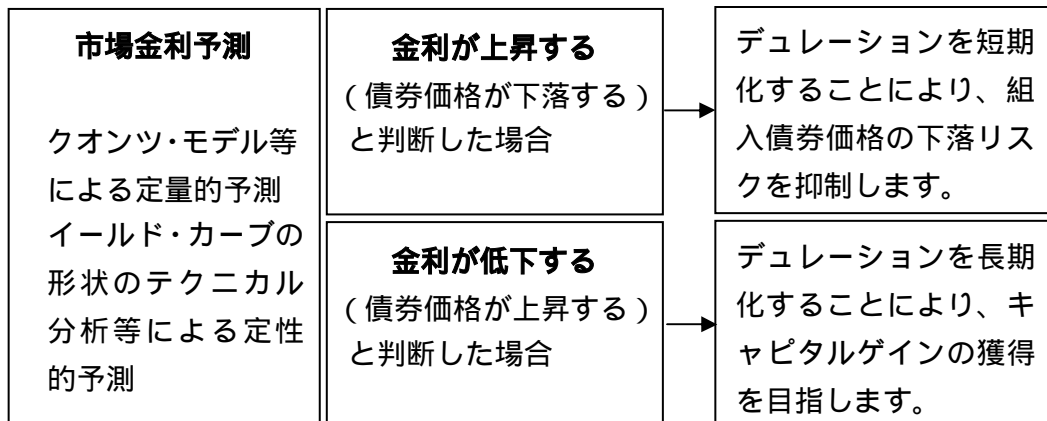 市場金利予測
クオンツ・モデル等
による定量的予測
イールド・カーブの
形状のテクニカル
分析等による定性
的予測
金利が上昇する
(債券価格が下落する)
と判断した場合
デュレーションを短期
化することにより、組
入債券価格の下落リス
クを抑制します。
金利が低下する
(債券価格が上昇する)
と判断した場合
デュレーションを長期
化することにより、キ
ャピタルゲインの獲得
を目指します。